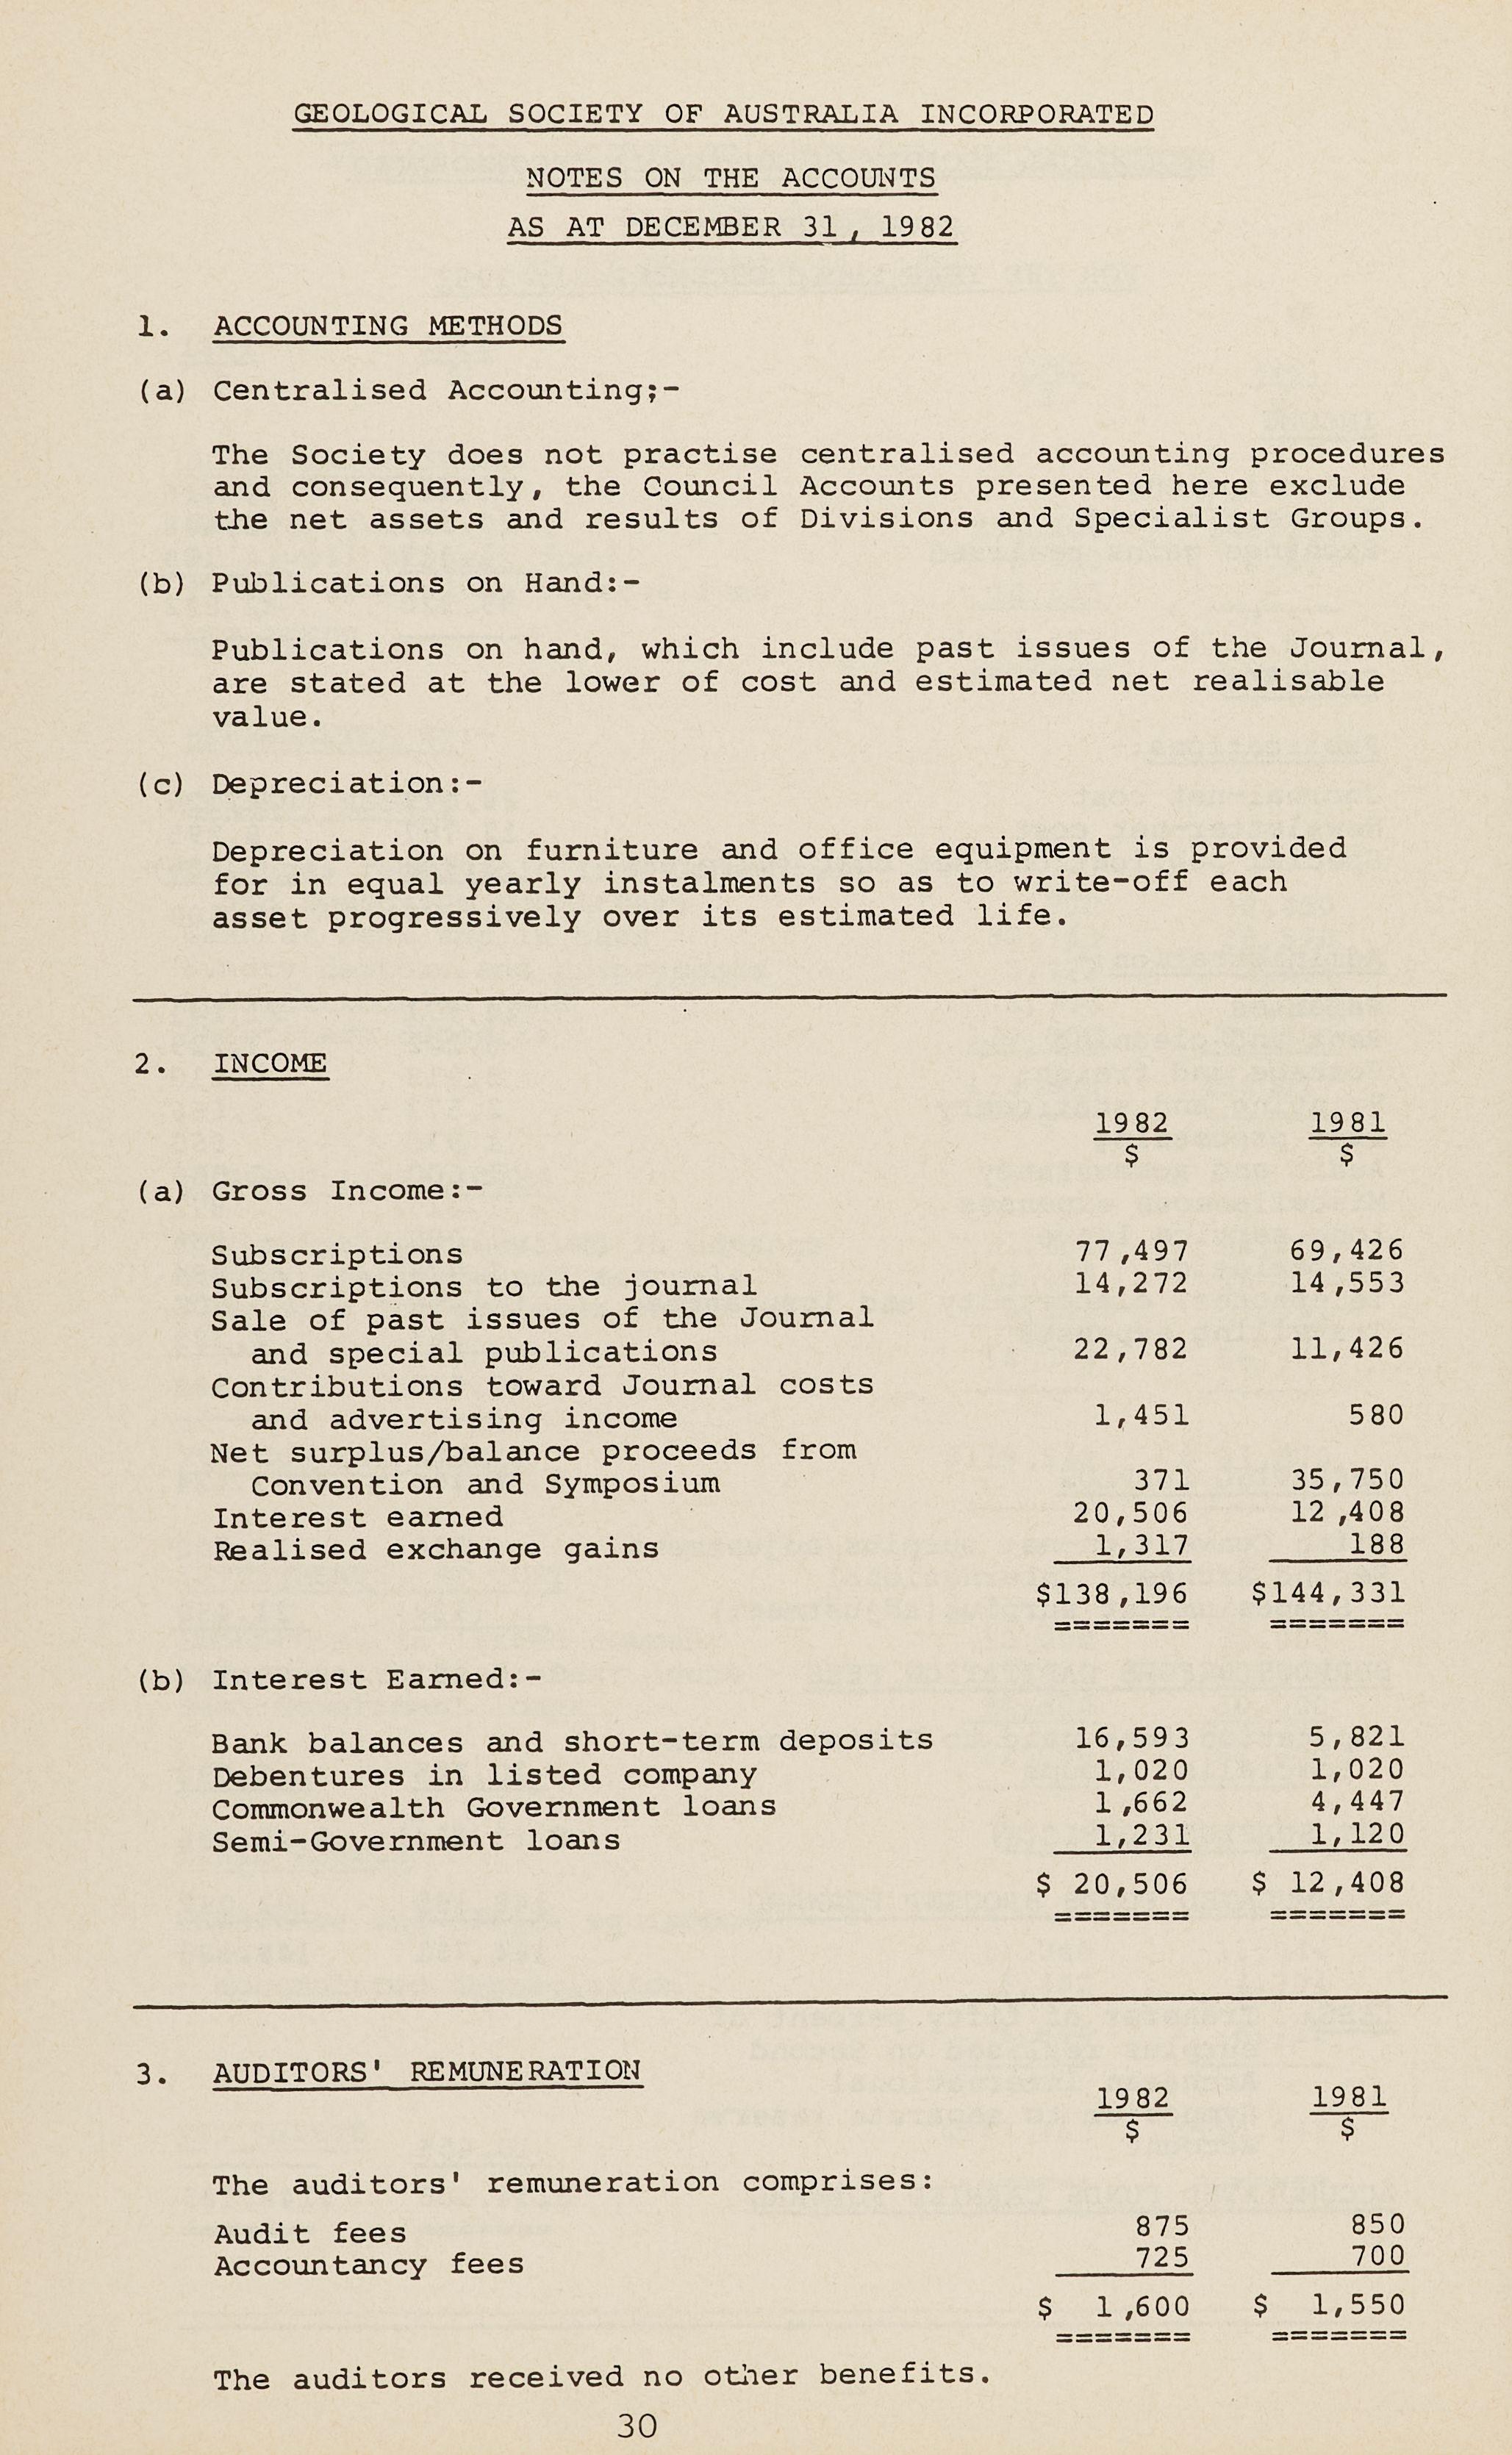 GEOLOGICAL SOCIETY OF AUSTRALIA INCORPORATED
NOTES ON THE ACCOUNTS
AS AT DECEMBER 31, 1982
1. ACCOUNTING METHODS
(a) Centralised Accounting;-
The Society does not practise centralised accounting procedures
and consequently, the Council Accounts presented here exclude
the net assets and results of Divisions and Specialist Groups.
(b) Publications on Hand:-
Publications on hand, which include past issues of the Journal,
are stated at the lower of cost and estimated net realisable
value.
(c) Depreciation:-
Depreciation on furniture and office equipment is provided
for in equal yearly instalments so as to write-off each
asset progressively over its estimated life.
2. INCOME
1982 1981
$ $
(a) Gross Income:-
Subscriptions 77,497 69,426
Subscriptions to the journal 14,272 14,553
Sale of past issues of the Journal
and special publications 22,782 11,426
Contributions toward Journal costs
and advertising income 1,451 580
Net surplus/balance proceeds from
Convention and Symposium 371 35,750
Interest earned 20,506 12,408
Realised exchange gains 1,317 188
$138,196 $144,331
======= =======
(b) Interest Earned:-
Bank balances and short-term deposits 16,593 5,821
Debentures in listed company 1,020 1,020
Commonwealth Government loans 1,662 4,447
Semi-Government loans 1,231 1,120
$ 20,506 $ 12,408
======= =======
3. AUDITORS' REMUNERATION
1982 1981
$ $
The auditors' remuneration comprises:
Audit fees 875 850
Accountancy fees 725 700
$ 1,600 $ 1,550
======= =======
The auditors received no other benefits.
30